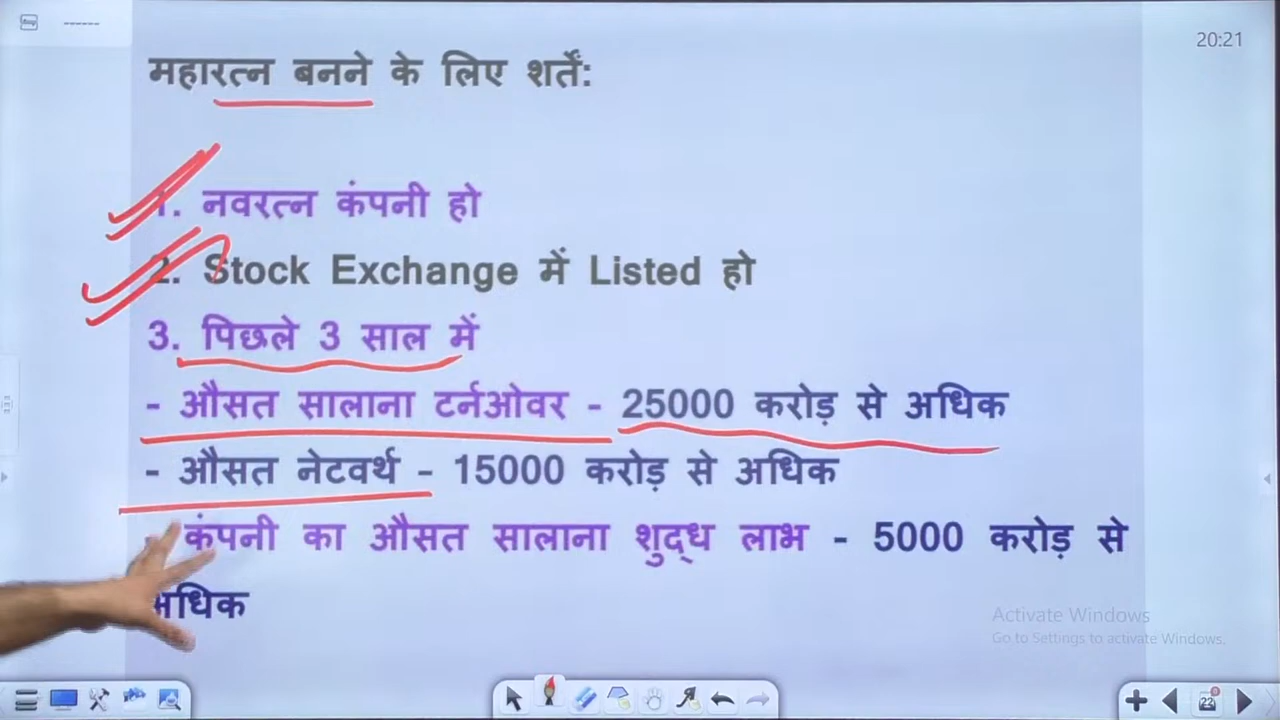 20:21
महारत्न बनने के लिए शर्तें:
1. नवरत्न कंपनी हो
2. Stock Exchange में Listed हो
3. पिछले 3 साल में
- औसत सालाना टर्नओवर - 25000 करोड़ से अधिक
- औसत नेटवर्थ - 15000 करोड़ से अधिक
कंपनी का औसत सालाना शुद्ध लाभ - 5000 करोड़ से
अधिक
Activate Windows
Go to Settings to activate Windows.
22